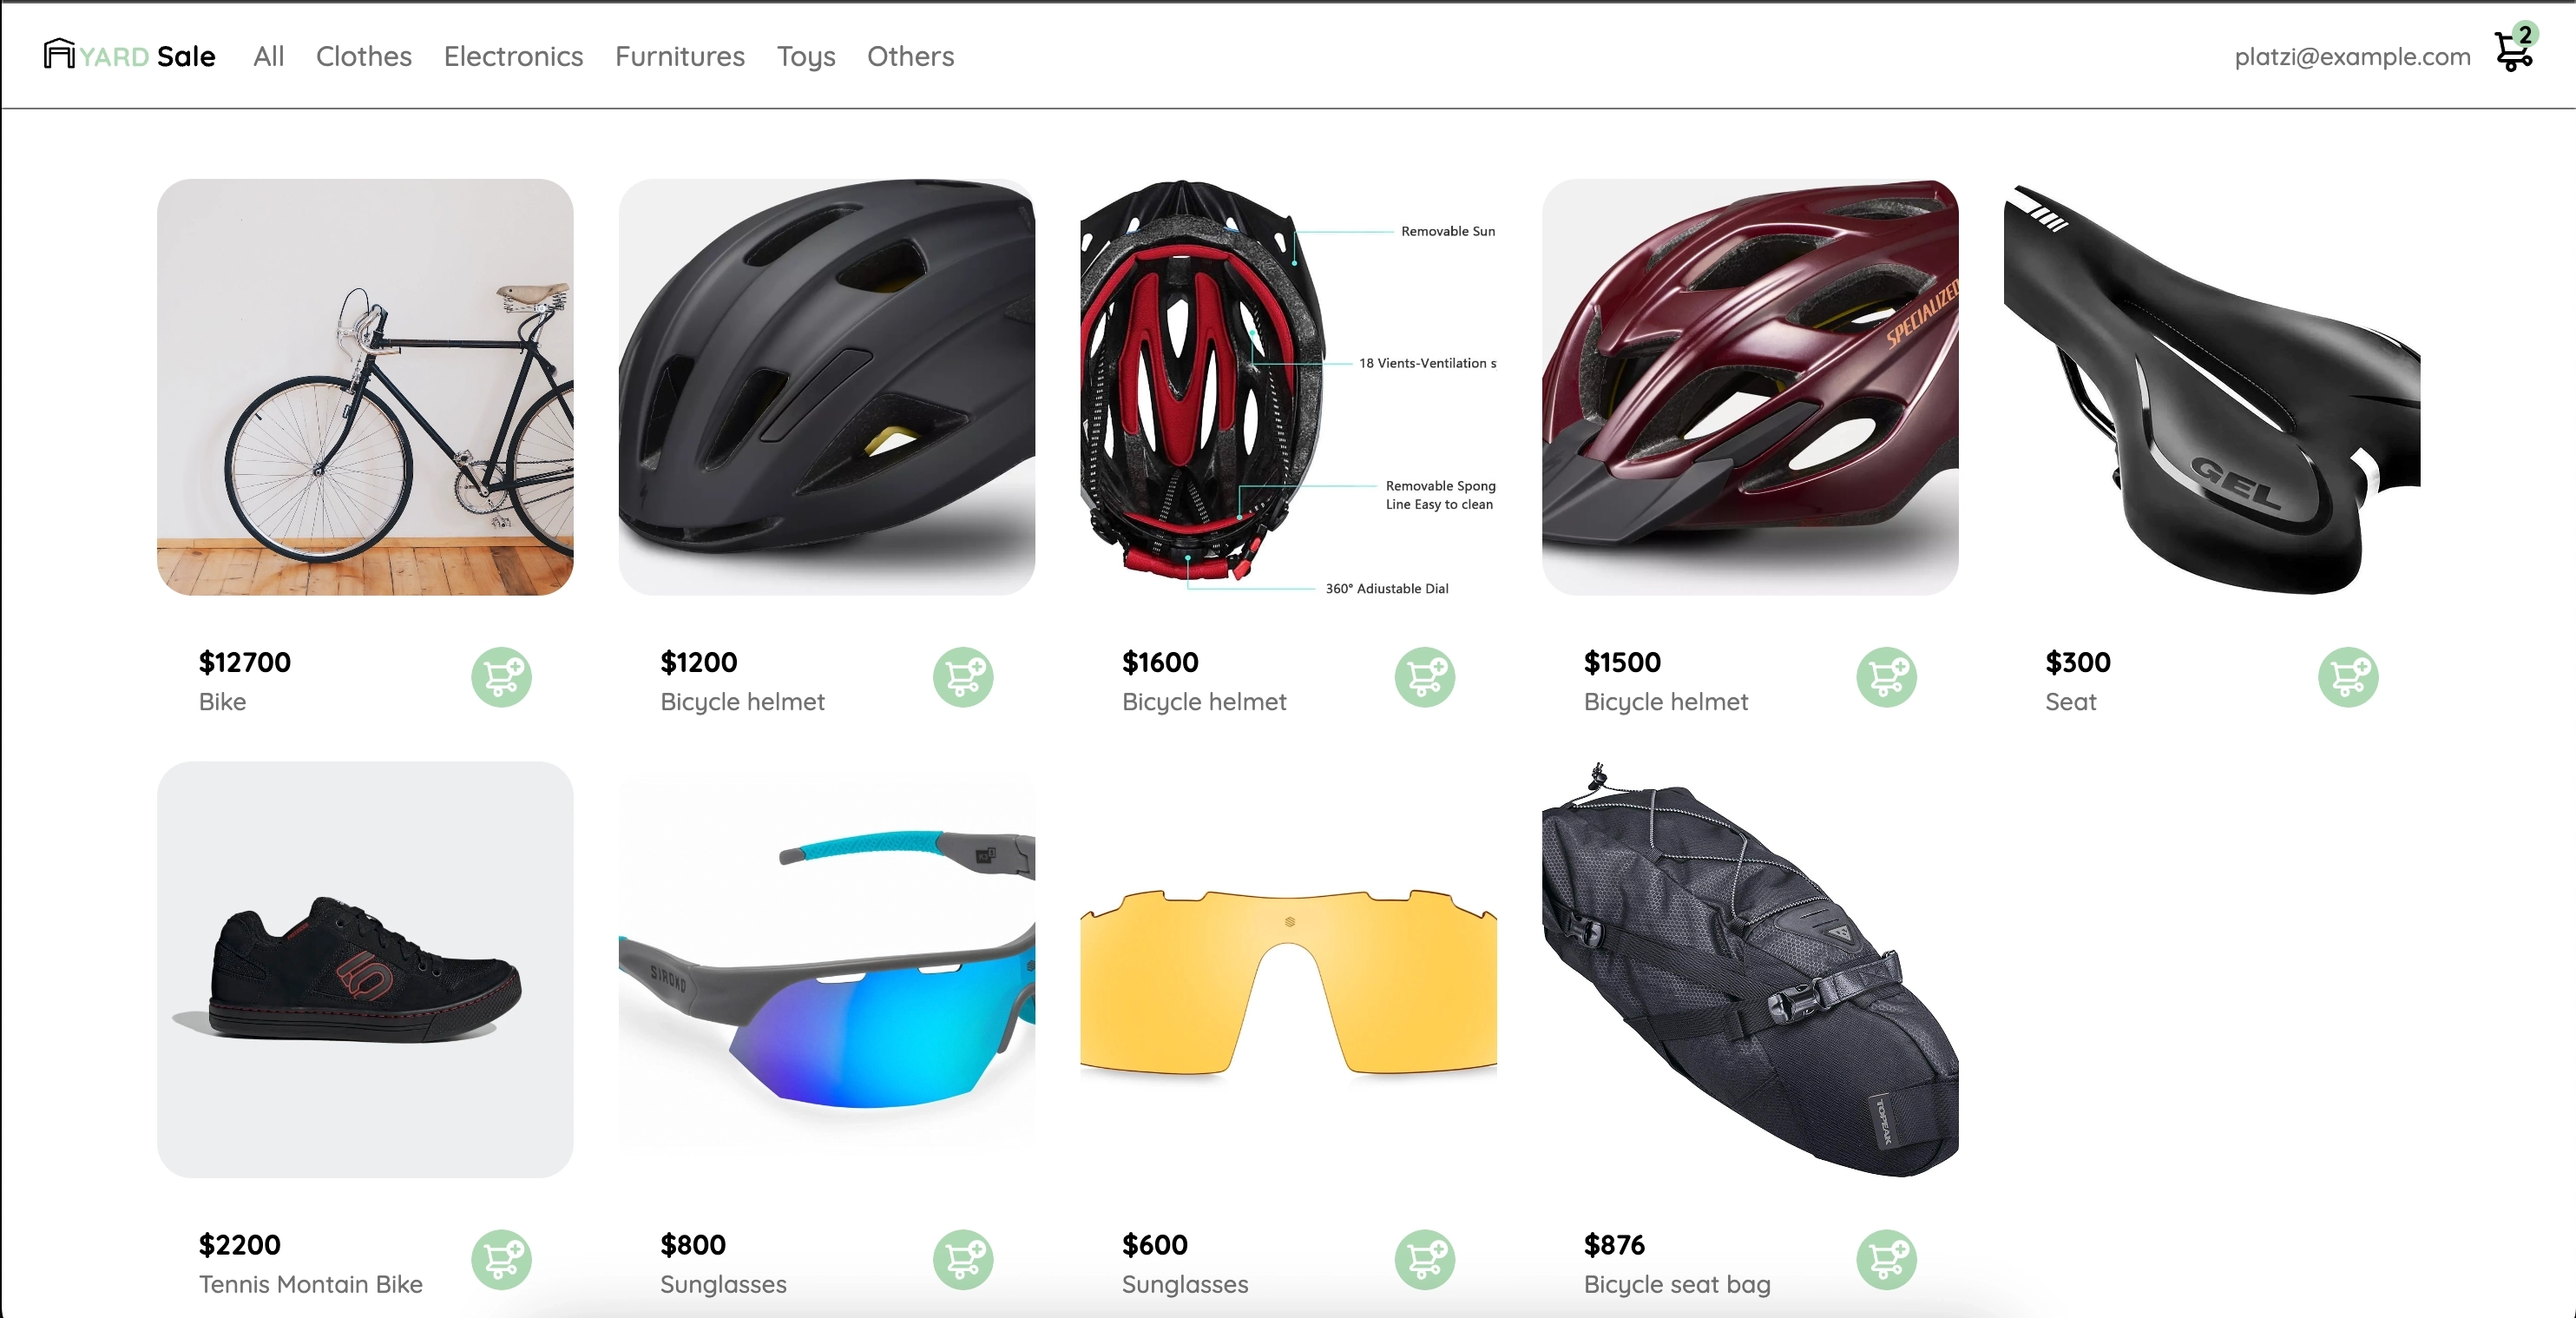 YARD Sale
All
Clothes
Electronics
Furnitures
Toys
Others
platzi@example.com
2
Removable Sun
18 Vients-Ventilation s
Removable Spong
Line Easy to clean
360° Adiustable Dial
SPECIALIZED
GEL
$12700
Bike
$1200
Bicycle helmet
$1600
Bicycle helmet
$1500
Bicycle helmet
$300
Seat
SIROKO
TOPEAK
$2200
Tennis Montain Bike
$800
Sunglasses
$600
Sunglasses
$876
Bicycle seat bag